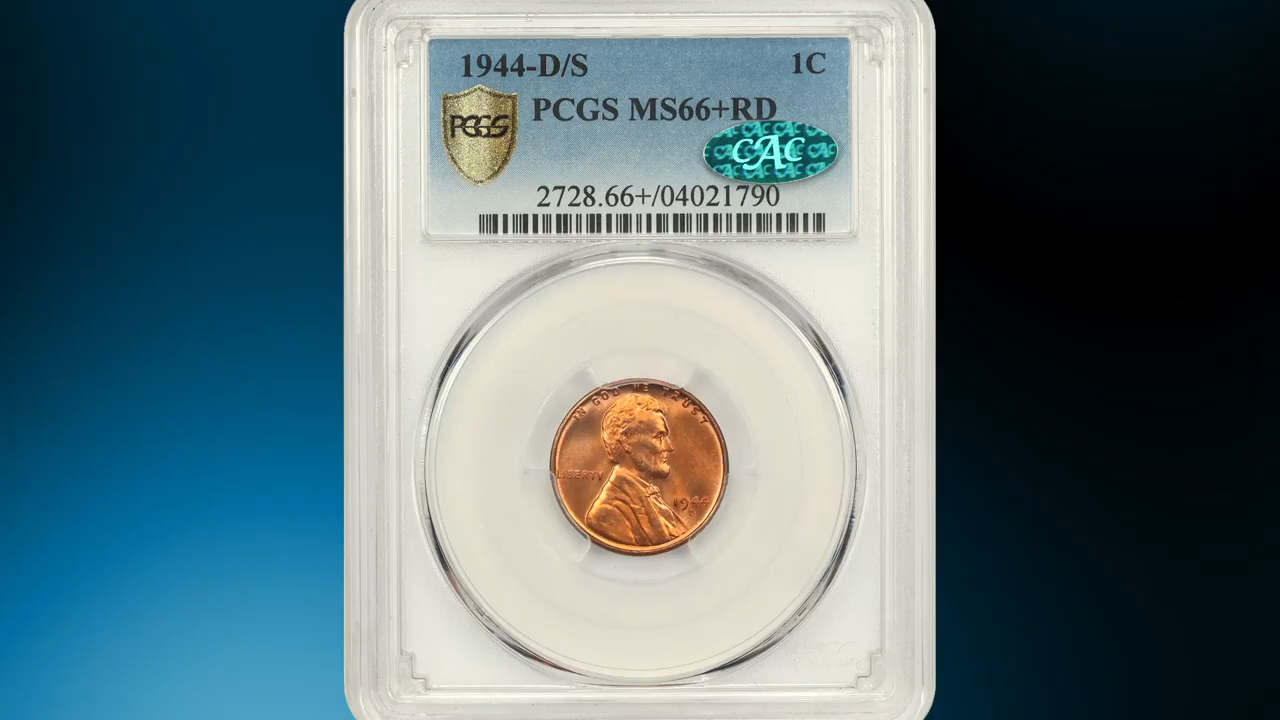 1944-D/S 1C
PCGS MS66+RD
PCGS
CAC
2728.66+/04021790
IN GOD WE TRUST
LIBERTY
1944
D